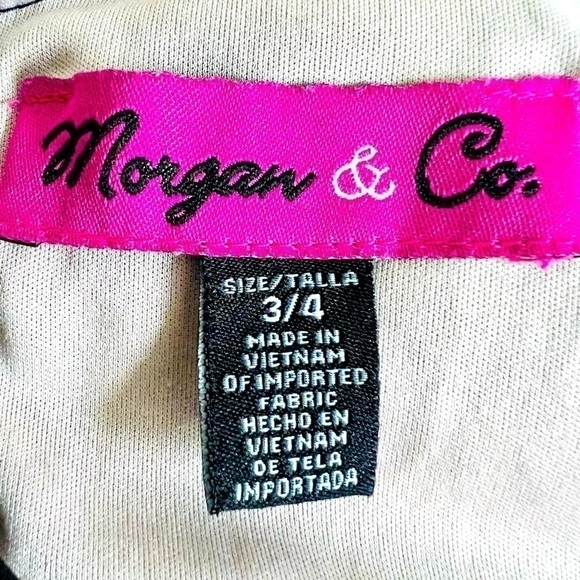 Morgan & Co.
SIZE/TALLA
3/4
MADE IN
VIETNAM
OF IMPORTED
FABRIC
HECHO EN
VIETNAM
DE TELA
IMPORTADA